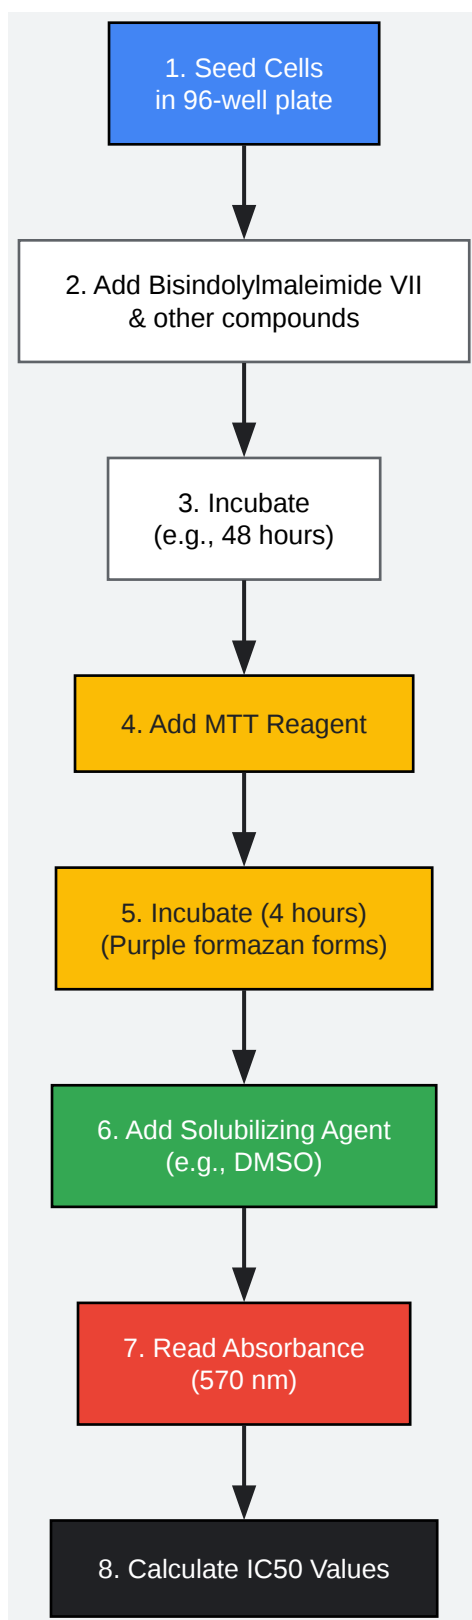 1. Seed Cells
in 96-well plate
2. Add Bisindolylmaleimide VII
& other compounds
3. Incubate
(e.g., 48 hours)
4. Add MTT Reagent
5. Incubate (4 hours)
(Purple formazan forms)
6. Add Solubilizing Agent
(e.g., DMSO)
7. Read Absorbance
(570 nm)
8. Calculate IC50 Values